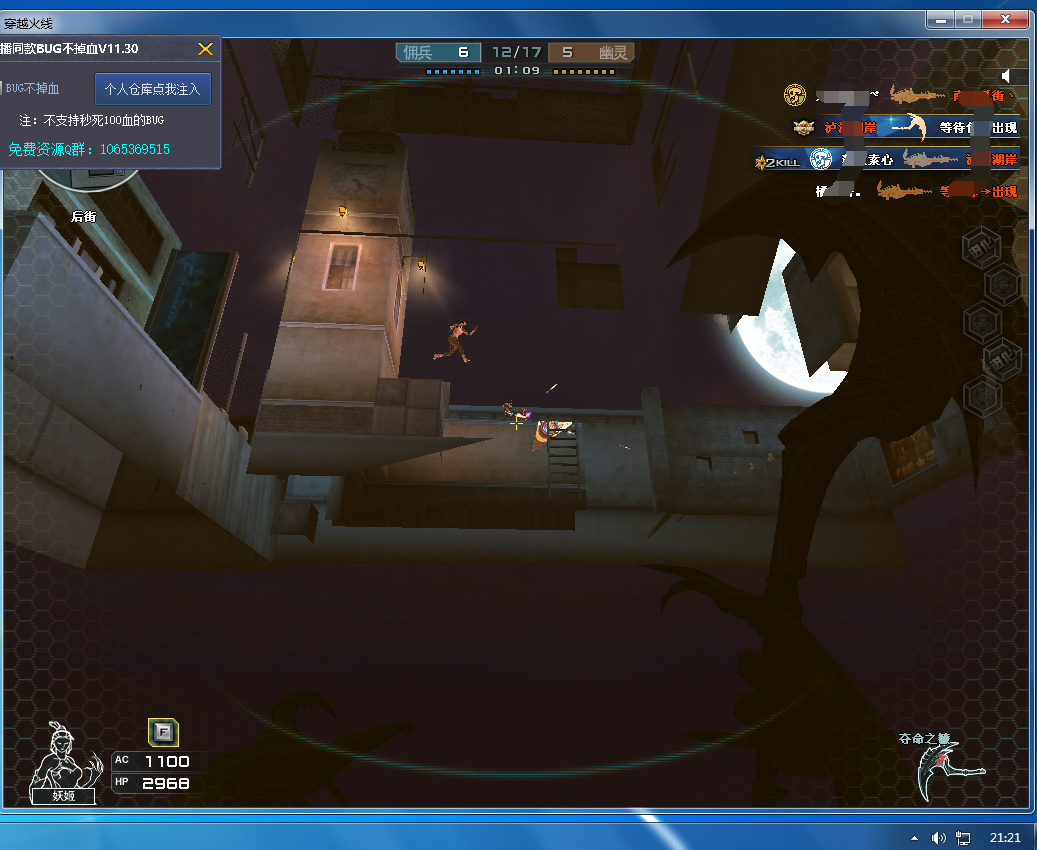 穿越火线
播同款BUG不掉血V11.30
BUG不掉血
个人仓库点我注入
注：不支持秒死100血的BUG
免费资源Q群：1065369515
佣兵 6 12/17 5 幽灵
01:09
后街
等待 出现
2KILL 素心 湖岸
出现
F
AC 1100
HP 2968
妖姬
夺命之镰
21:21